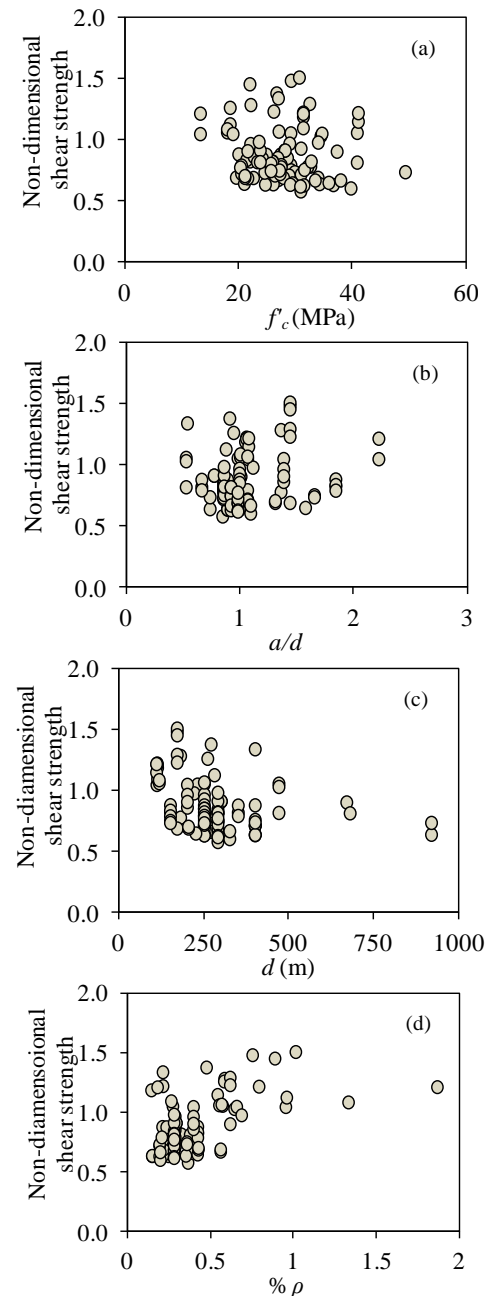 Non-dimensional
shear strength
2.0
1.5
1.0
0.5
0.0
(a)
0 20 40 60
f'c (MPa)
Non-dimensional
shear strength
2.0
1.5
1.0
0.5
0.0
(b)
0 1 2 3
a/d
Non-diamensional
shear strength
2.0
1.5
1.0
0.5
0.0
(c)
0 250 500 750 1000
d (m)
Non-diamensoional
shear strength
2.0
1.5
1.0
0.5
0.0
(d)
0 0.5 1 1.5 2
% ρ